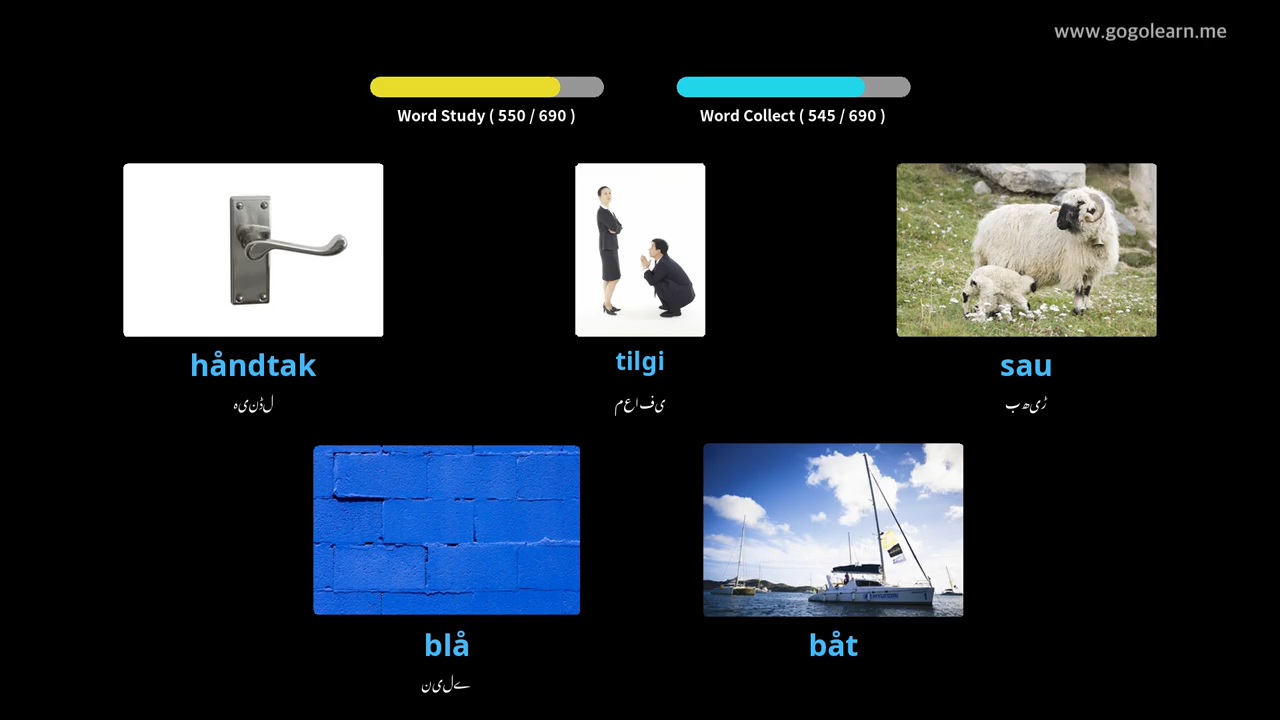 www.gogolearn.me
Word Study ( 550 / 690 )
Word Collect ( 545 / 690 )
håndtak
ہینڈل
tilgi
معافی
sau
بھیڑ
blå
نیلے
båt